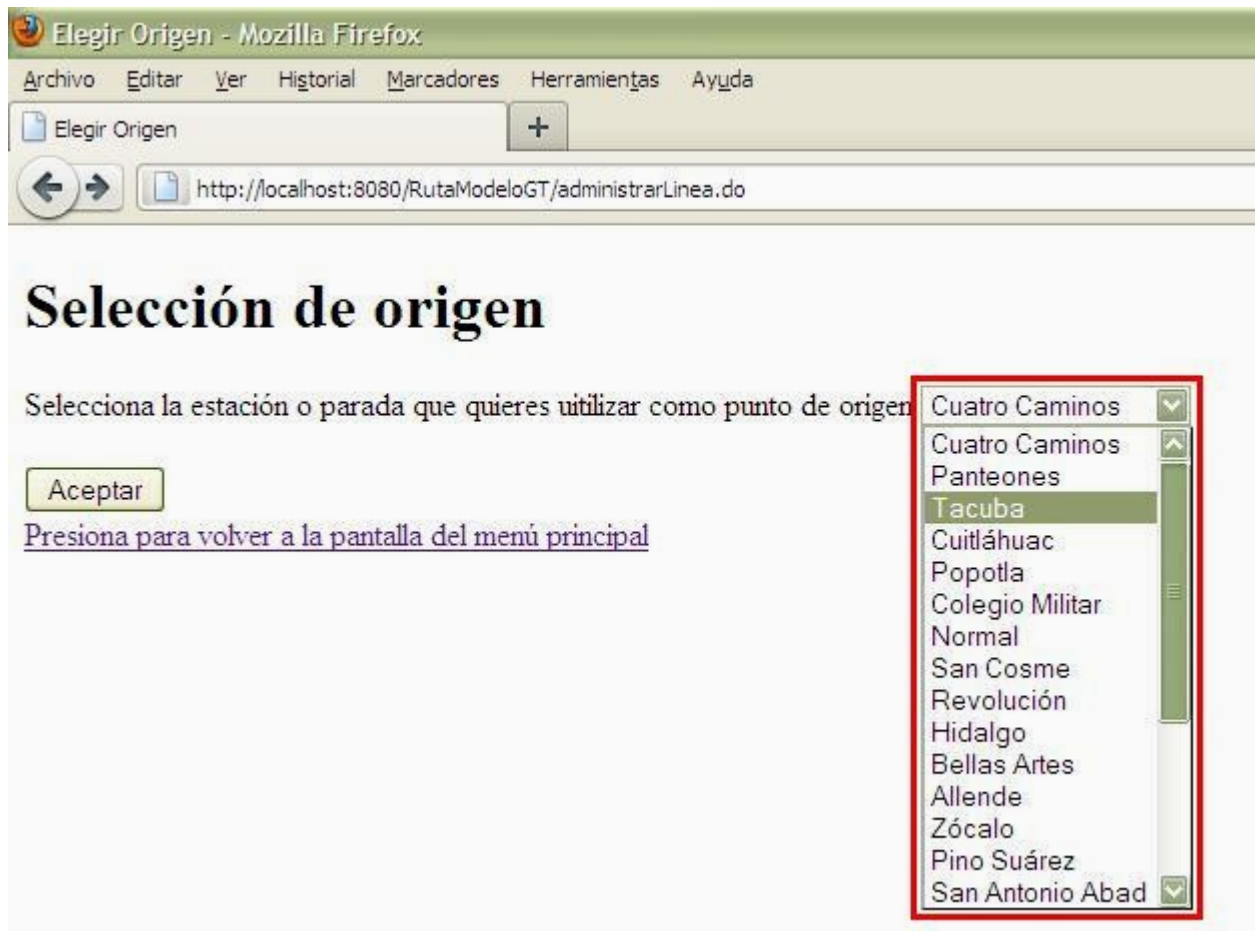 Elegir Origen - Mozilla Firefox
Archivo Editar Ver Historial Marcadores Herramientas Ayuda
Elegir Origen
http://localhost:8080/RutaModeloGT/administrarLinea.do
Selección de origen
Selecciona la estación o parada que quieres uitilizar como punto de origen Cuatro Caminos
Cuatro Caminos
Panteones
Tacuba
Cuitláhuac
Popotla
Colegio Militar
Normal
San Cosme
Revolución
Hidalgo
Bellas Artes
Allende
Zócalo
Pino Suárez
San Antonio Abad
Aceptar
Presiona para volver a la pantalla del menú principal